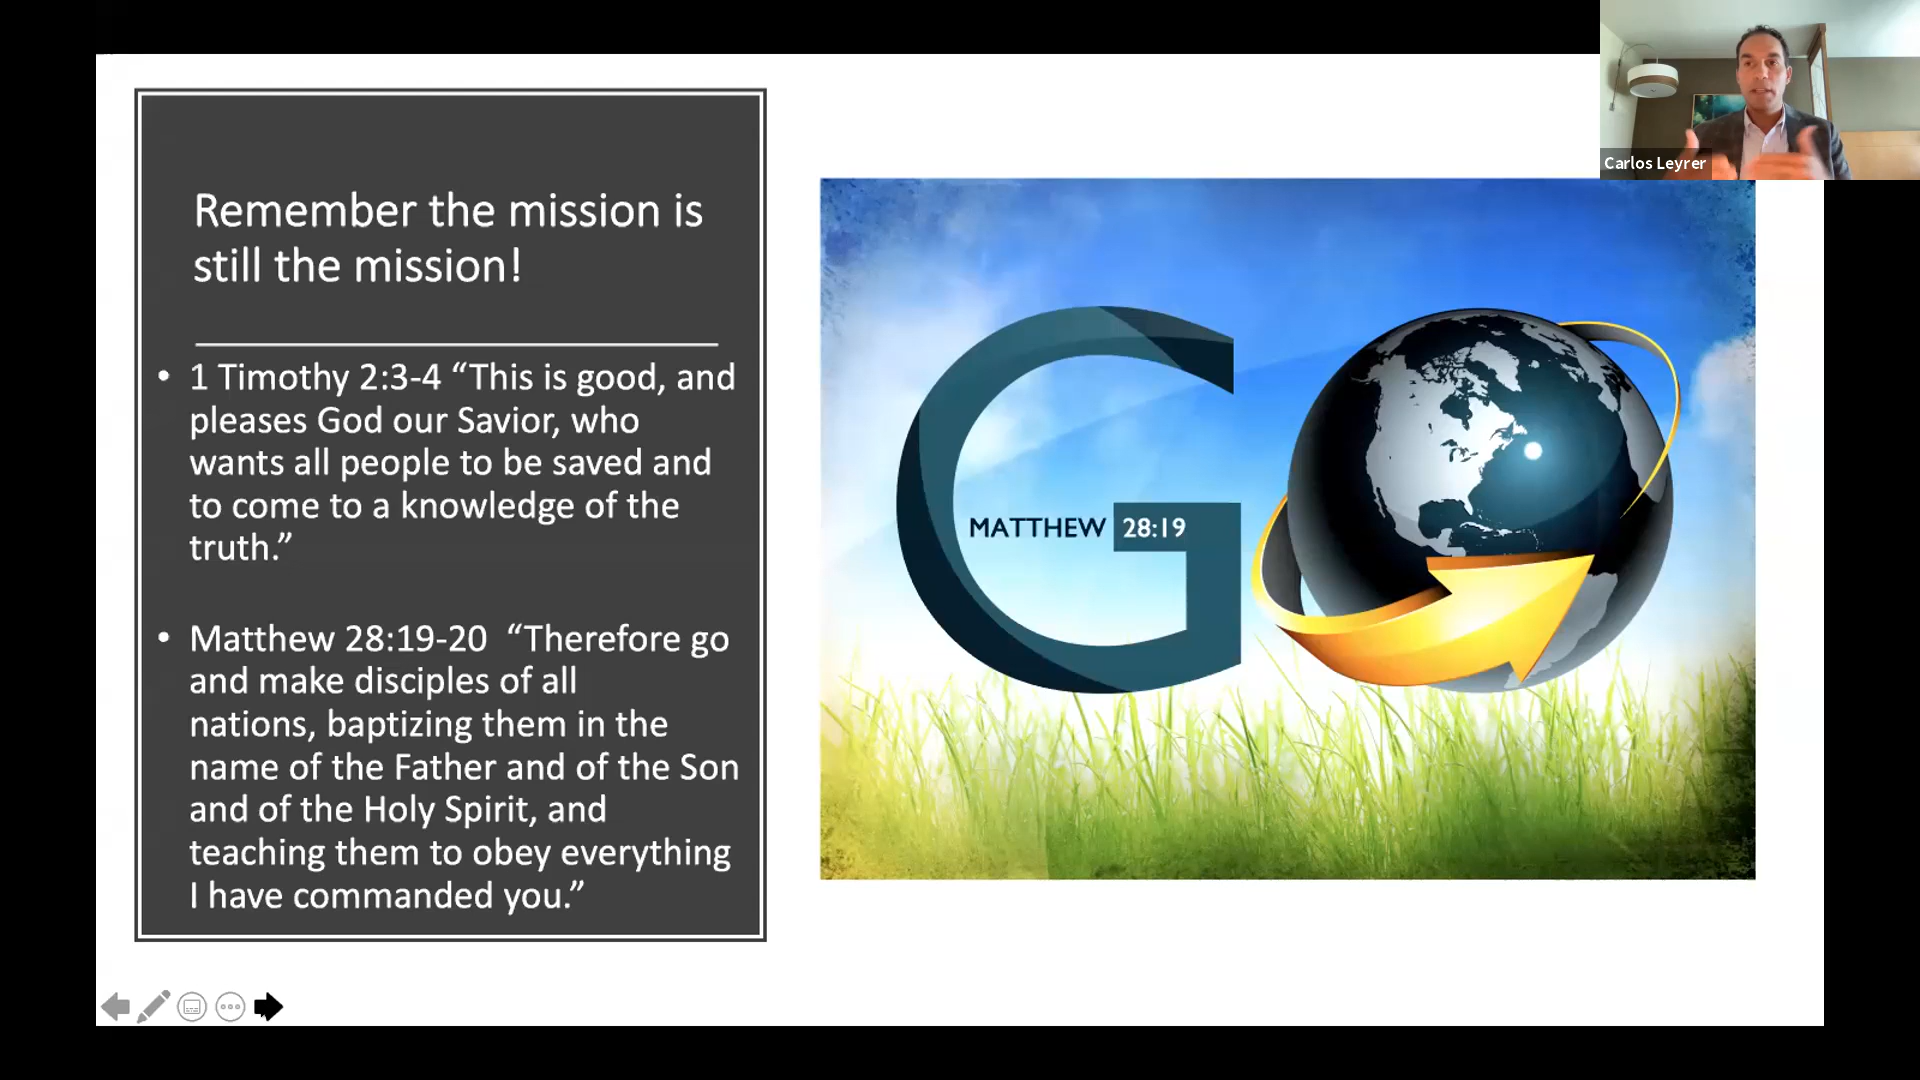 Remember the mission is
still the mission!
• 1 Timothy 2:3-4 “This is good, and
pleases God our Savior, who
wants all people to be saved and
to come to a knowledge of the
truth.”
• Matthew 28:19-20  “Therefore go
and make disciples of all
nations, baptizing them in the
name of the Father and of the Son
and of the Holy Spirit, and
teaching them to obey everything
I have commanded you.”
GO
MATTHEW 28:19
Carlos Leyrer